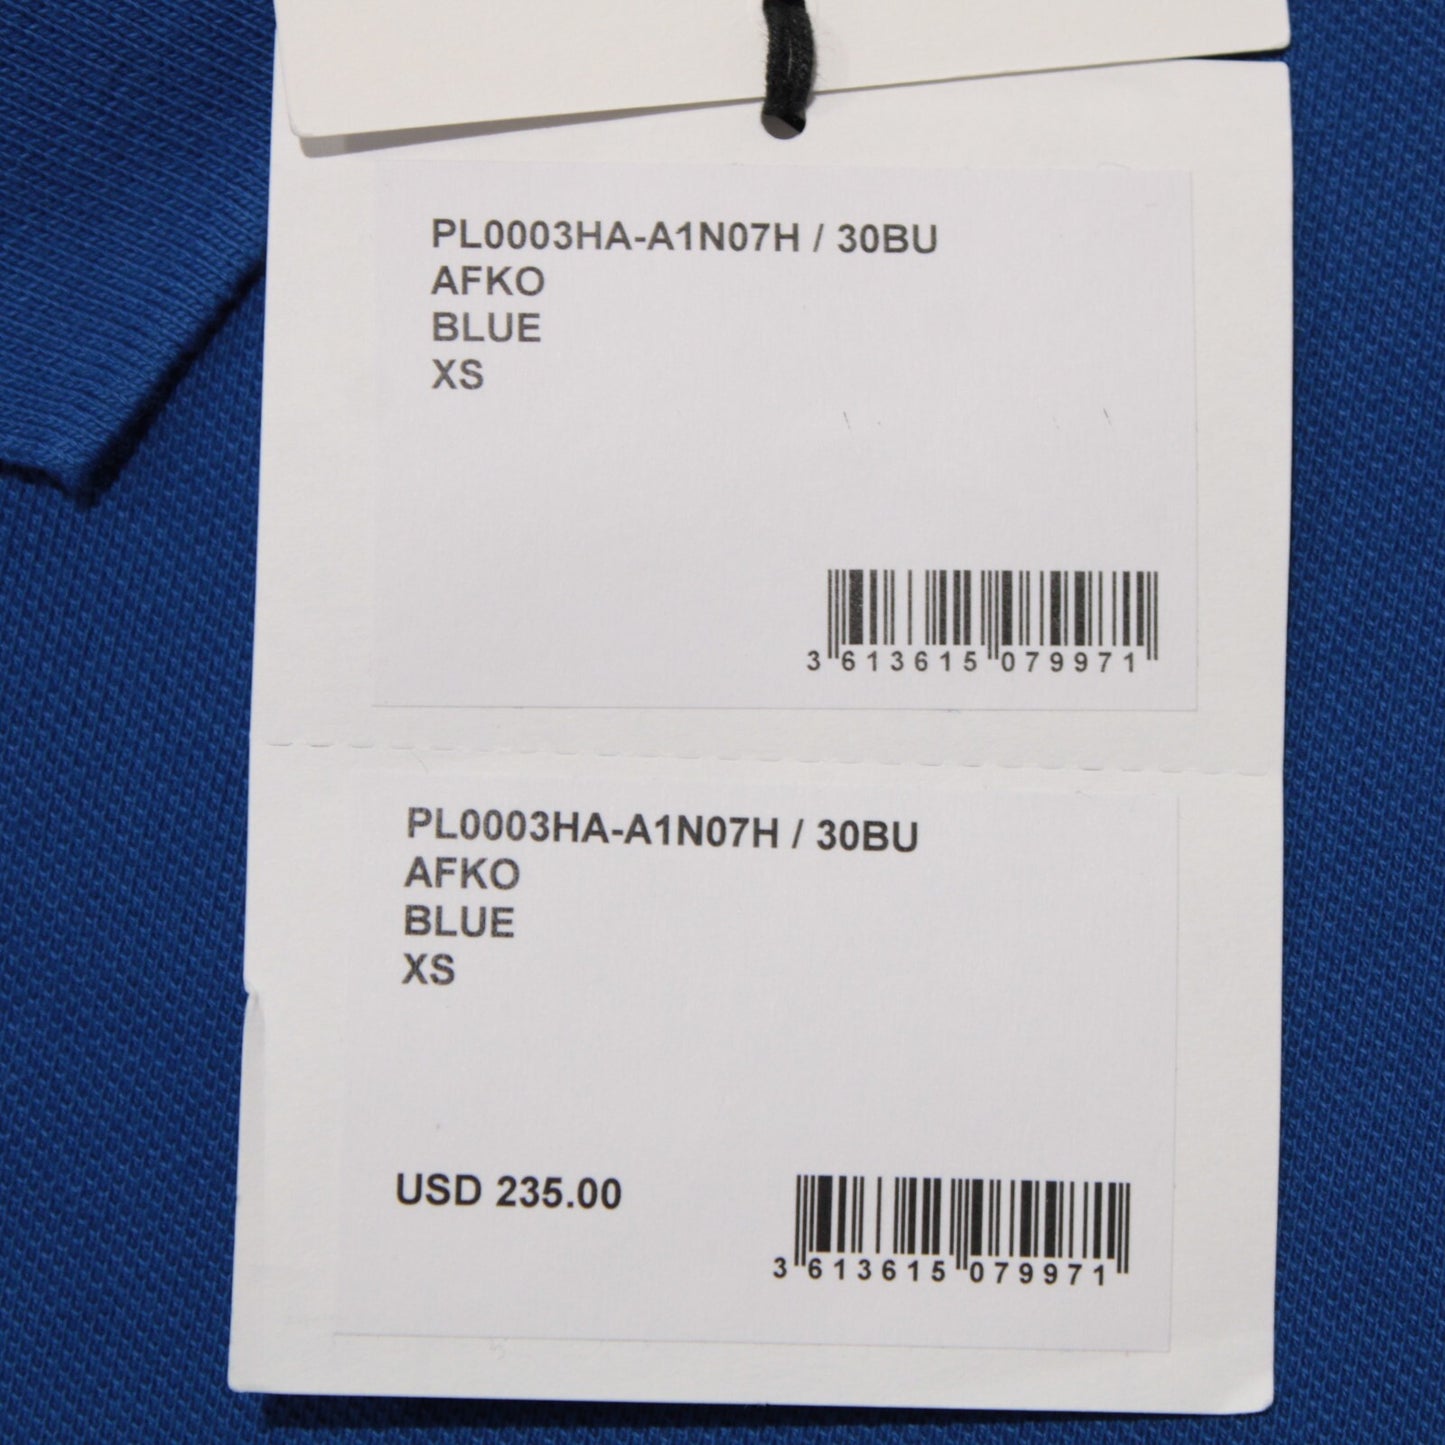 PL0003HA-A1N07H / 30BU
AFKO
BLUE
XS
3 613615 079971
PL0003HA-A1N07H / 30BU
AFKO
BLUE
XS
USD 235.00
3 613615 079971